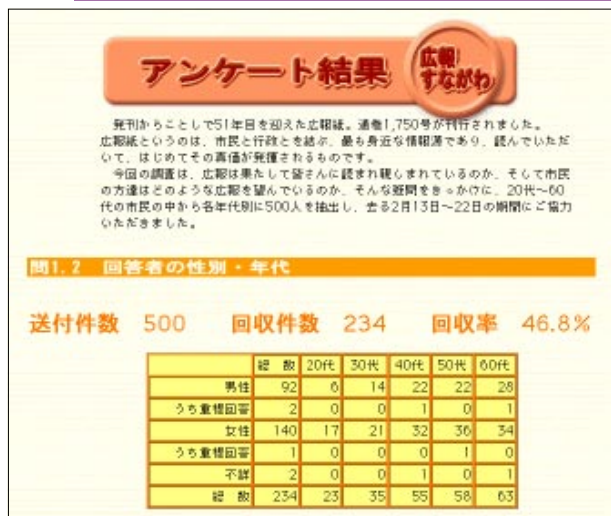 アンケート結果
広報
すながわ
発刊からことしで51年目を迎えた広報紙。通巻1,750号が刊行されました。
広報紙というのは、市民と行政とを結ぶ、最も身近な情報源であり、読んでいただ
いて、はじめてその真価が発揮されるものです。
今回の調査は、広報は果たして皆さんに読まれ親しまれているのか、そして市民
の方達はどのような広報を望んでいるのか、そんな疑問をきっかけに、20代～60
代の市民の中から各年代別に500人を抽出し、去る2月13日～22日の期間にご協力
いただきました。
問1.2 回答者の性別・年代
送付件数 500 回収件数 234 回収率 46.8%
総 数 20代 30代 40代 50代 60代
男性 92 6 14 22 22 28
うち重複回答 2 0 0 1 0 1
女性 140 17 21 32 36 34
うち重複回答 1 0 0 0 1 0
不詳 2 0 0 1 0 1
総 数 234 23 35 55 58 63